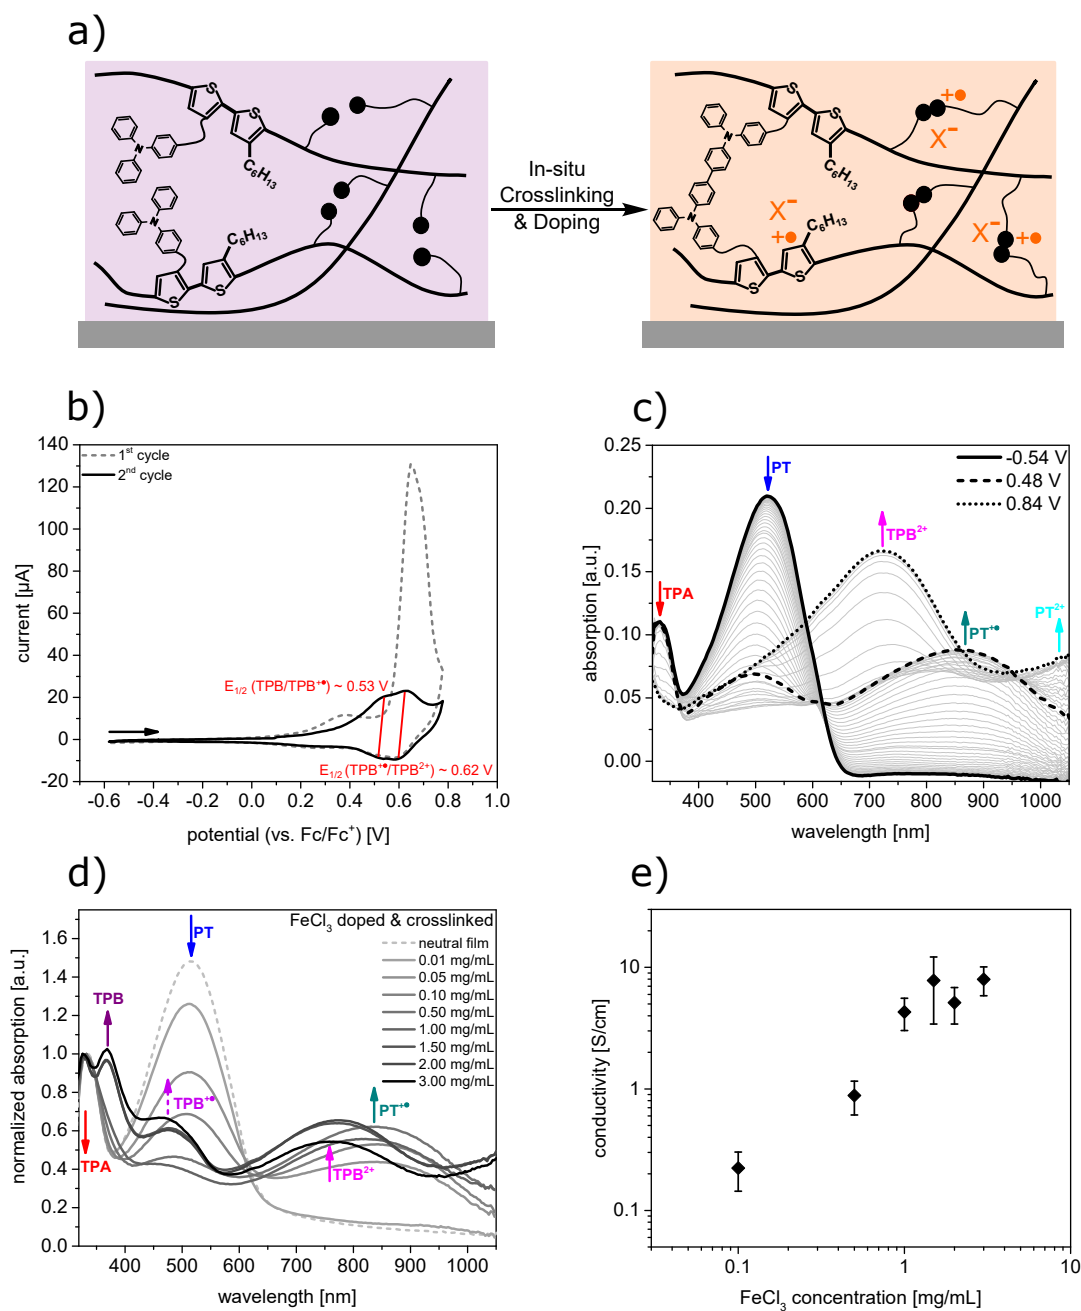 a)
S
S
N
C₆H₁₃
N
C₆H₁₃
S
S
In-situ
Crosslinking
& Doping
S
S
N
C₆H₁₃
+●
X⁻
N
X⁻
+●
C₆H₁₃
X⁻
+●
S
S
b)
140
120
100
80
60
40
20
0
-20
current [µA]
1ˢᵗ cycle
2ⁿᵈ cycle
E₁/₂ (TPB/TPB⁺●) ~ 0.53 V
E₁/₂ (TPB⁺●/TPB²⁺) ~ 0.62 V
-0.6 -0.4 -0.2 0.0 0.2 0.4 0.6 0.8 1.0
potential (vs. Fc/Fc⁺) [V]
c)
0.25
0.20
0.15
0.10
0.05
0.00
absorption [a.u.]
-0.54 V
0.48 V
0.84 V
PT
TPB²⁺
TPA
PT⁺●
PT²⁺
400 500 600 700 800 900 1000
wavelength [nm]
d)
1.6
1.4
1.2
1.0
0.8
0.6
0.4
0.2
0.0
normalized absorption [a.u.]
FeCl₃ doped & crosslinked
neutral film
0.01 mg/mL
0.05 mg/mL
0.10 mg/mL
0.50 mg/mL
1.00 mg/mL
1.50 mg/mL
2.00 mg/mL
3.00 mg/mL
PT
TPB
TPB⁺●
PT⁺●
TPA
TPB²⁺
400 500 600 700 800 900 1000
wavelength [nm]
e)
10
1
0.1
conductivity [S/cm]
0.1 1 10
FeCl₃ concentration [mg/mL]